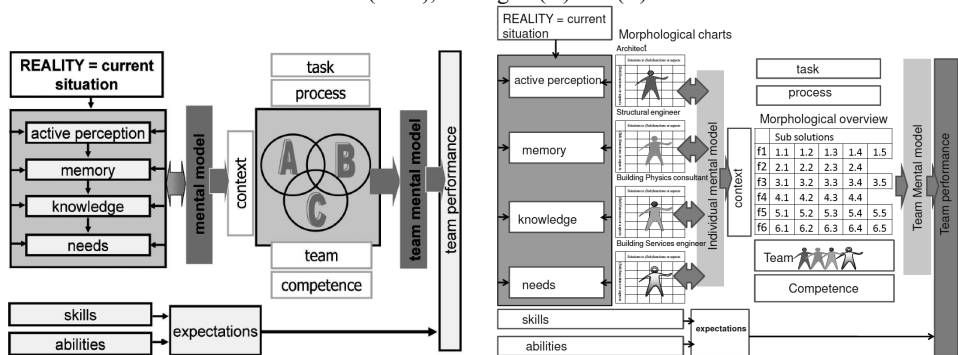 REALITY = current
situation
active perception
memory
knowledge
needs
mental model
context
task
process
A
B
C
team
competence
team mental model
team performance
skills
abilities
expectations
REALITY = current
situation
Morphological charts
Architect
active perception
Structural engineer
memory
Building Physics consultant
knowledge
Building Services engineer
needs
Individual mental model
context
task
process
Morphological overview
Sub solutions
f1 1.1 1.2 1.3 1.4 1.5
f2 2.1 2.2 2.3 2.4
f3 3.1 3.2 3.3 3.4 3.5
f4 4.1 4.2 4.3 4.4
f5 5.1 5.2 5.3 5.4 5.5
f6 6.1 6.2 6.3 6.4 6.5
Team
Competence
Team Mental model
Team performance
skills
abilities
expectations